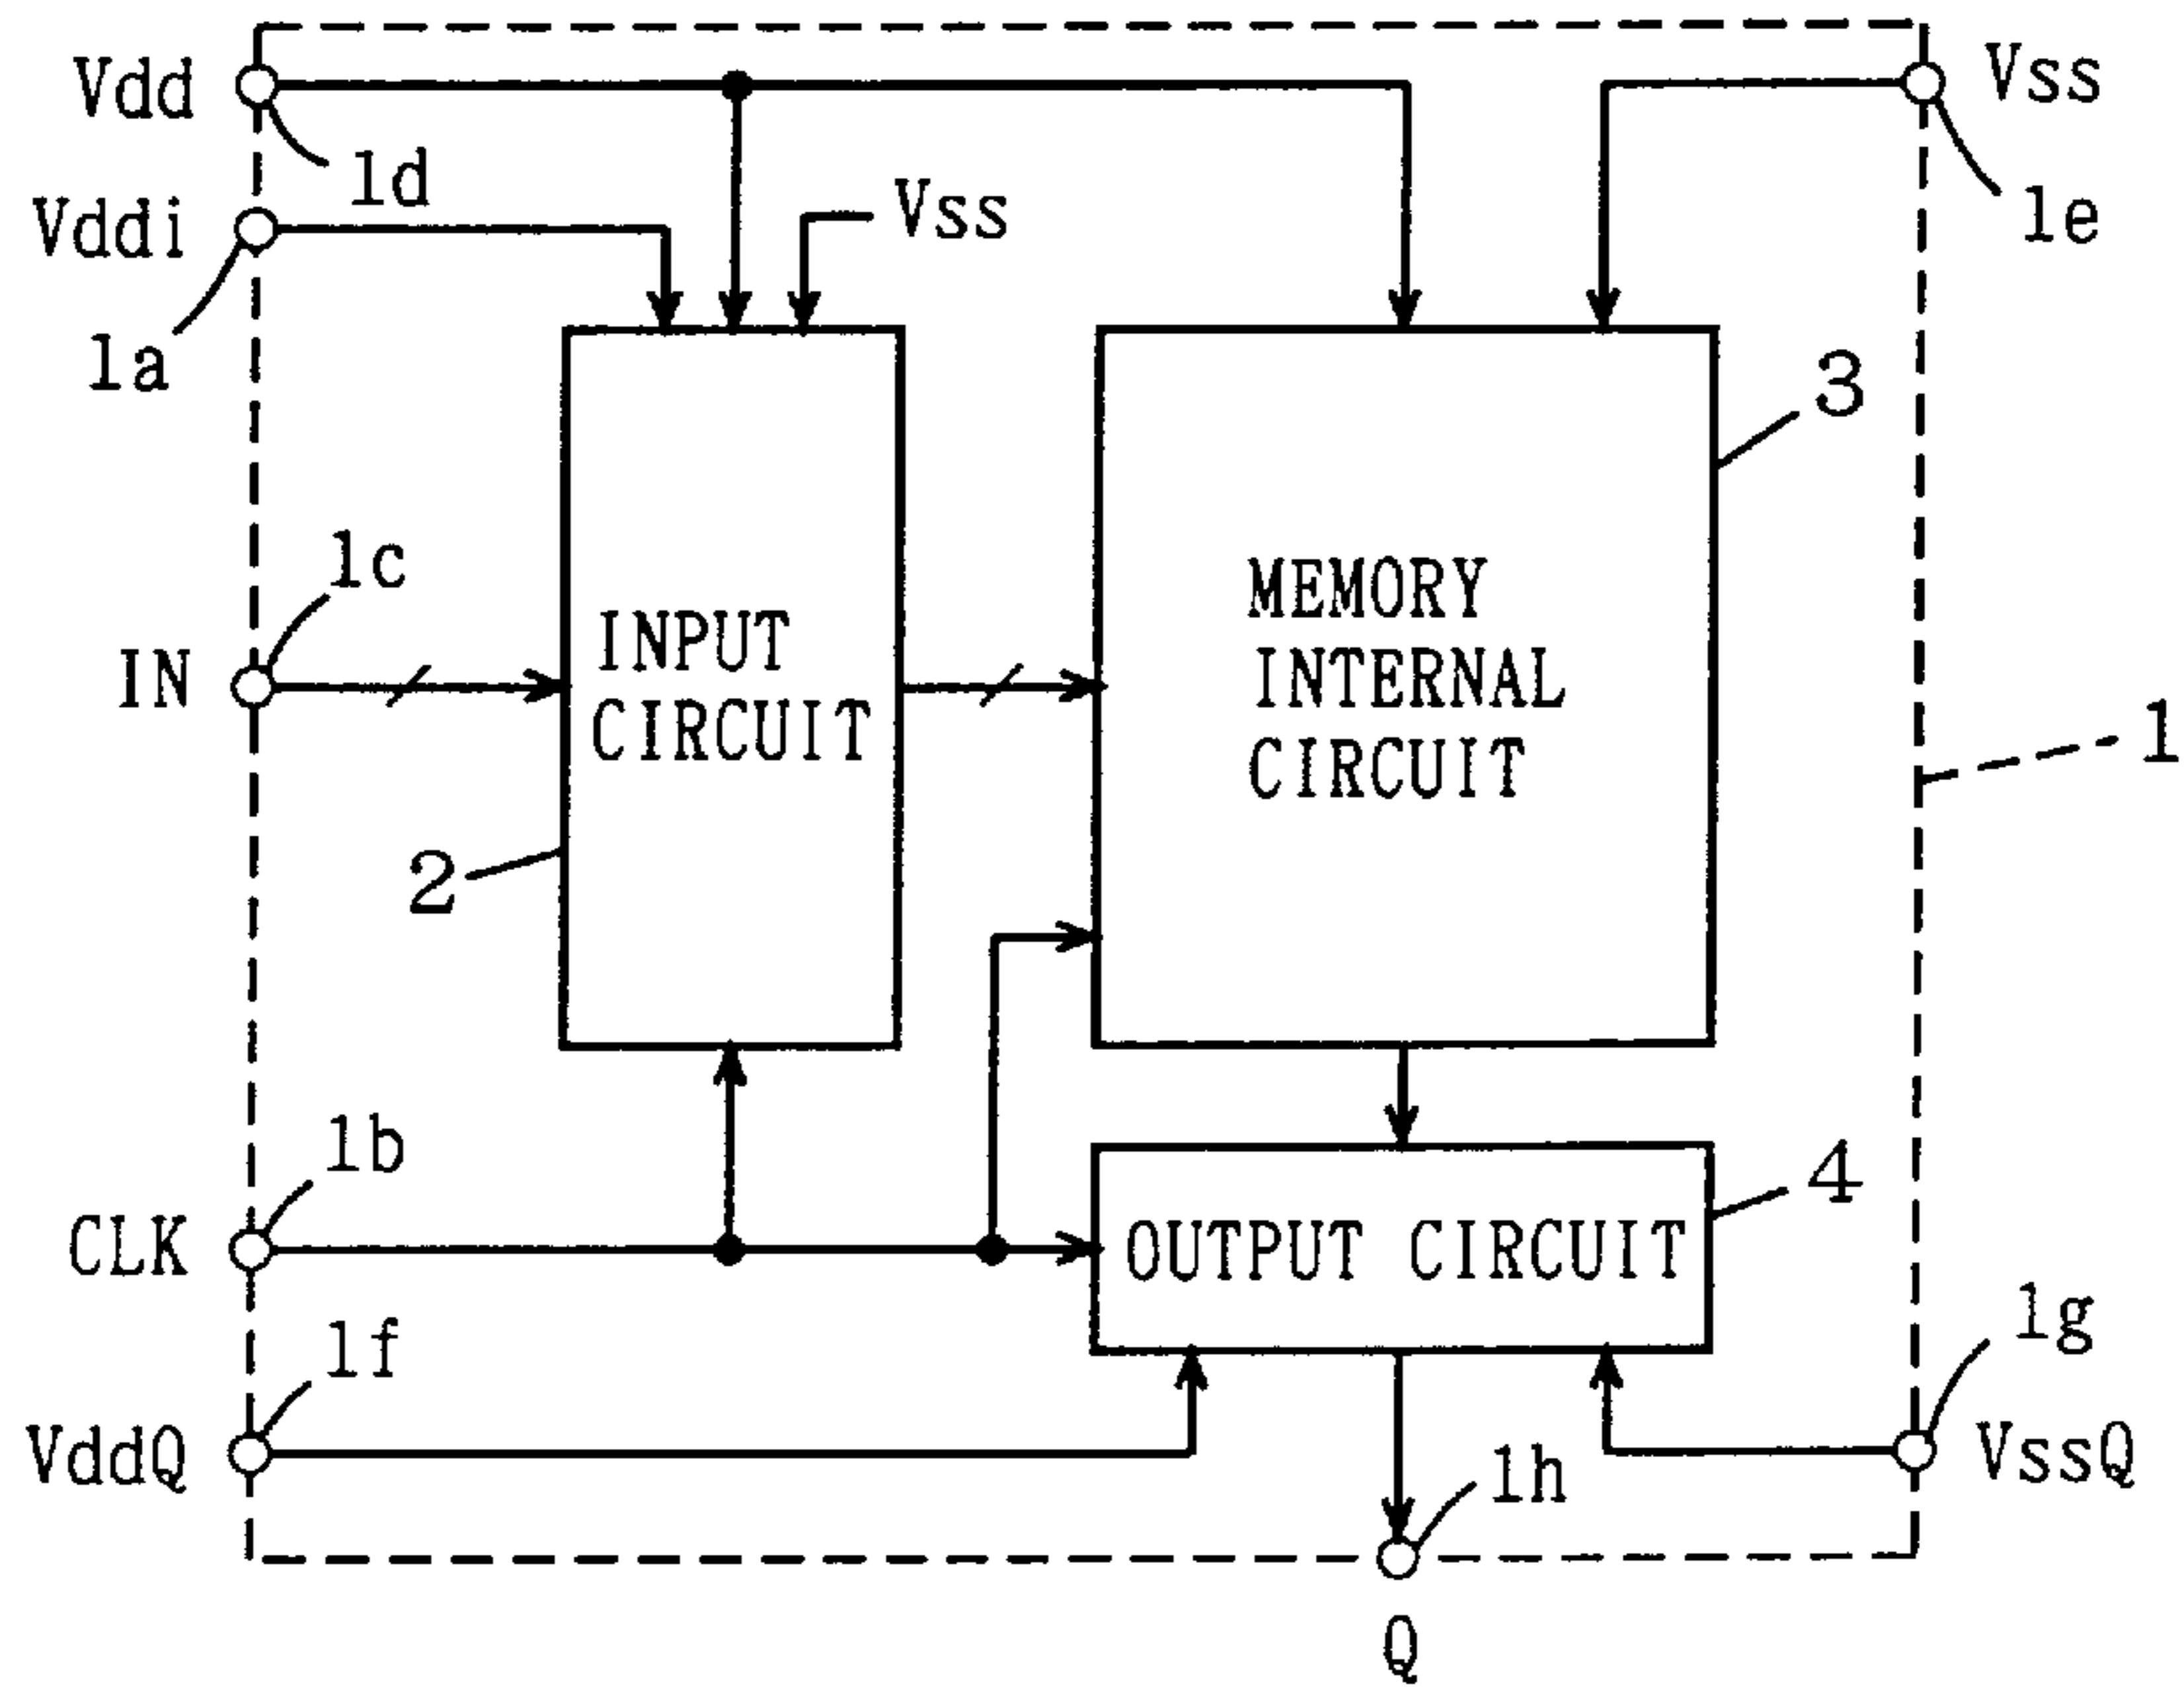 Vdd
Vss
1d
Vddi
Vss
1e
1a
3
1c
IN
INPUT
CIRCUIT
MEMORY
INTERNAL
CIRCUIT
1
2
1b
4
CLK
OUTPUT CIRCUIT
1g
1f
VddQ
VssQ
1h
Q